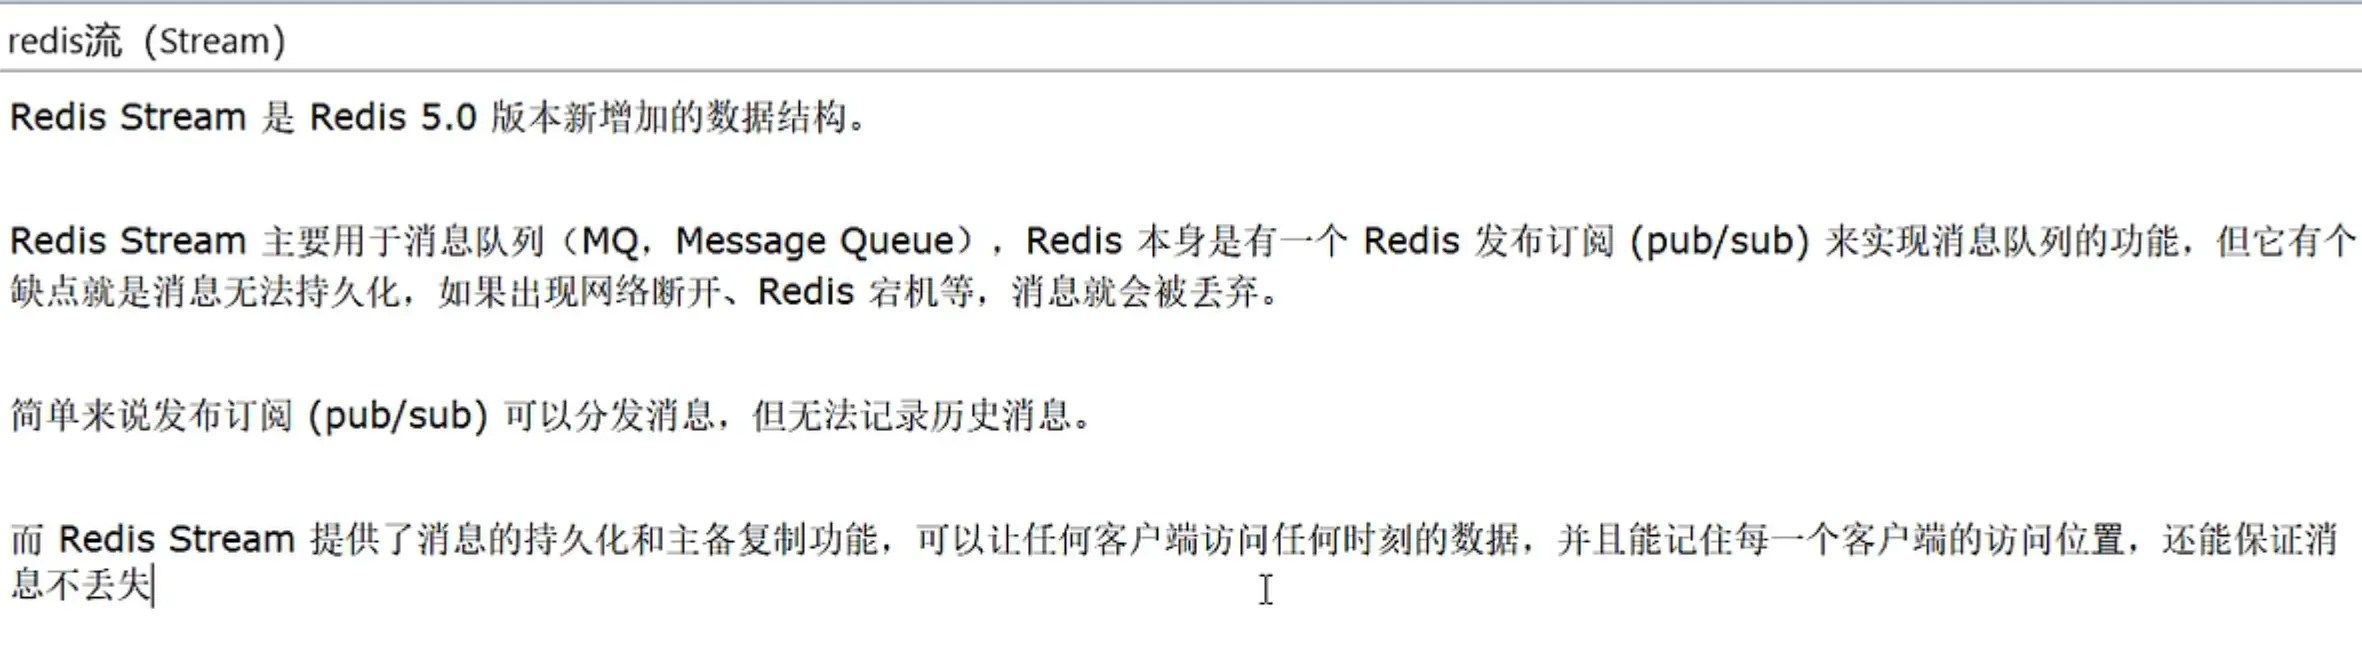 redis流（Stream）
Redis Stream 是 Redis 5.0 版本新增加的数据结构。
Redis Stream 主要用于消息队列（MQ，Message Queue），Redis 本身是有一个 Redis 发布订阅 (pub/sub) 来实现消息队列的功能，但它有个
缺点就是消息无法持久化，如果出现网络断开、Redis 宕机等，消息就会被丢弃。
简单来说发布订阅 (pub/sub) 可以分发消息，但无法记录历史消息。
而 Redis Stream 提供了消息的持久化和主备复制功能，可以让任何客户端访问任何时刻的数据，并且能记住每一个客户端的访问位置，还能保证消
息不丢失